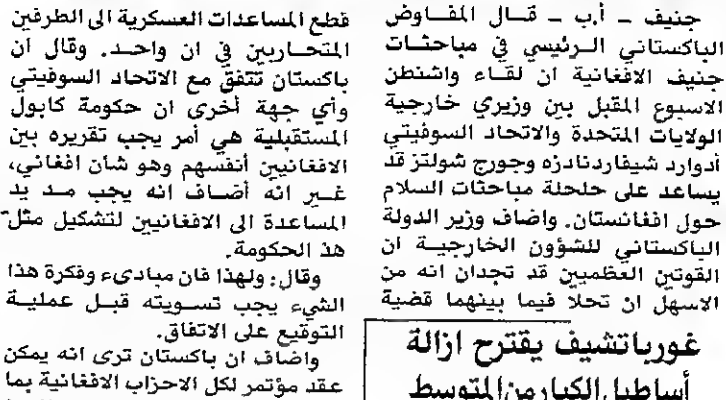 جنيف - أ.ب - قال المفاوض
الباكستاني الرئيسي في مباحثات
جنيف الافغانية ان لقاء واشنطن
الاسبوع المقبل بين وزيري خارجية
الولايات المتحدة والاتحاد السوفيتي
أدوارد شيفاردنادزه وجورج شولتز قد
يساعد على حلحلة مباحثات السلام
حول افغانستان. واضاف وزير الدولة
الباكستاني للشؤون الخارجية ان
القوتين العظميين قد تجدان انه من
الاسهل ان تحلا فيما بينهما قضية
قطع المساعدات العسكرية الى الطرفين
المتحاربين في ان واحد. وقال ان
باكستان تتفق مع الاتحاد السوفيتي
وأي جهة أخرى ان حكومة كابول
المستقبلية هي أمر يجب تقريره بين
الافغانيين أنفسهم وهو شأن افغاني،
غير انه أضاف انه يجب مد يد
المساعدة الى الافغانيين لتشكيل مثل
هذ الحكومة.
وقال: ولهذا فان مبادىء وفكرة هذا
الشيء يجب تسويته قبل عملية
التوقيع على الاتفاق.
واضاف ان باكستان ترى انه يمكن
عقد مؤتمر لكل الاحزاب الافغانية بما
غورباتشيف يقترح ازالة
أساطيل الكبار من المتوسط